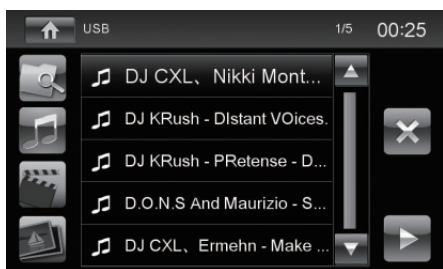 USB 1/5 00:25
DJ CXL、Nikki Mont...
DJ KRush - DIstant VOices.
DJ KRush - PRetense - D...
D.O.N.S And Maurizio - S...
DJ CXL、Ermehn - Make ...